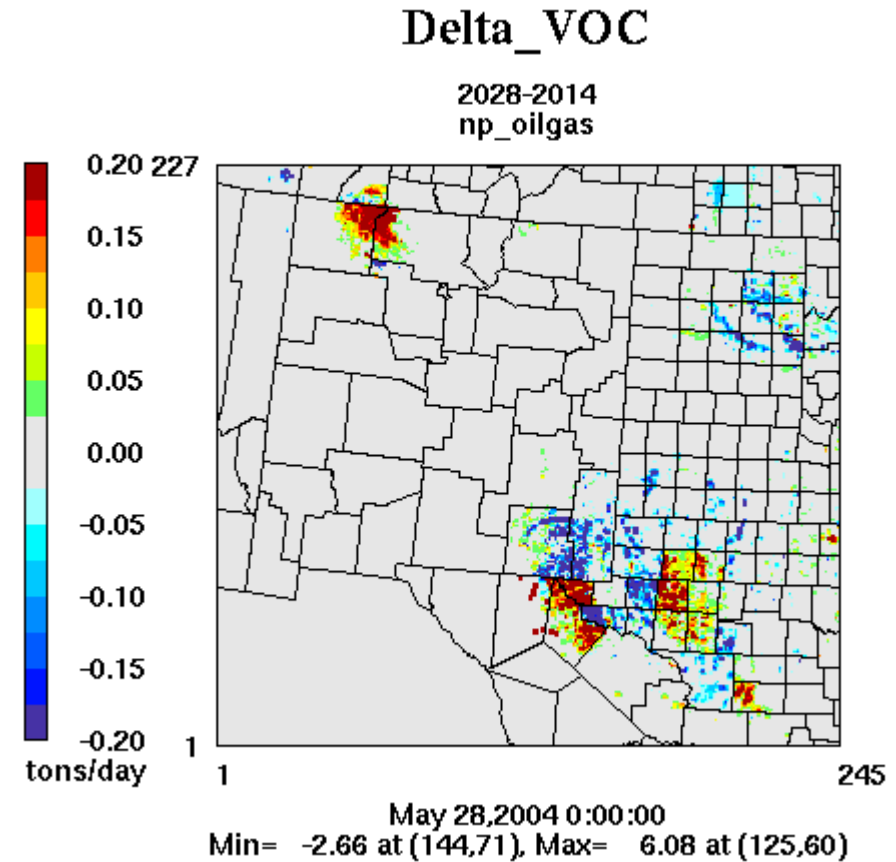 Delta_VOC
2028-2014
np_oilgas
0.20
0.15
0.10
0.05
0.00
-0.05
-0.10
-0.15
-0.20
tons/day
227
1
1
245
May 28,2004 0:00:00
Min= -2.66 at (144,71), Max= 6.08 at (125,60)